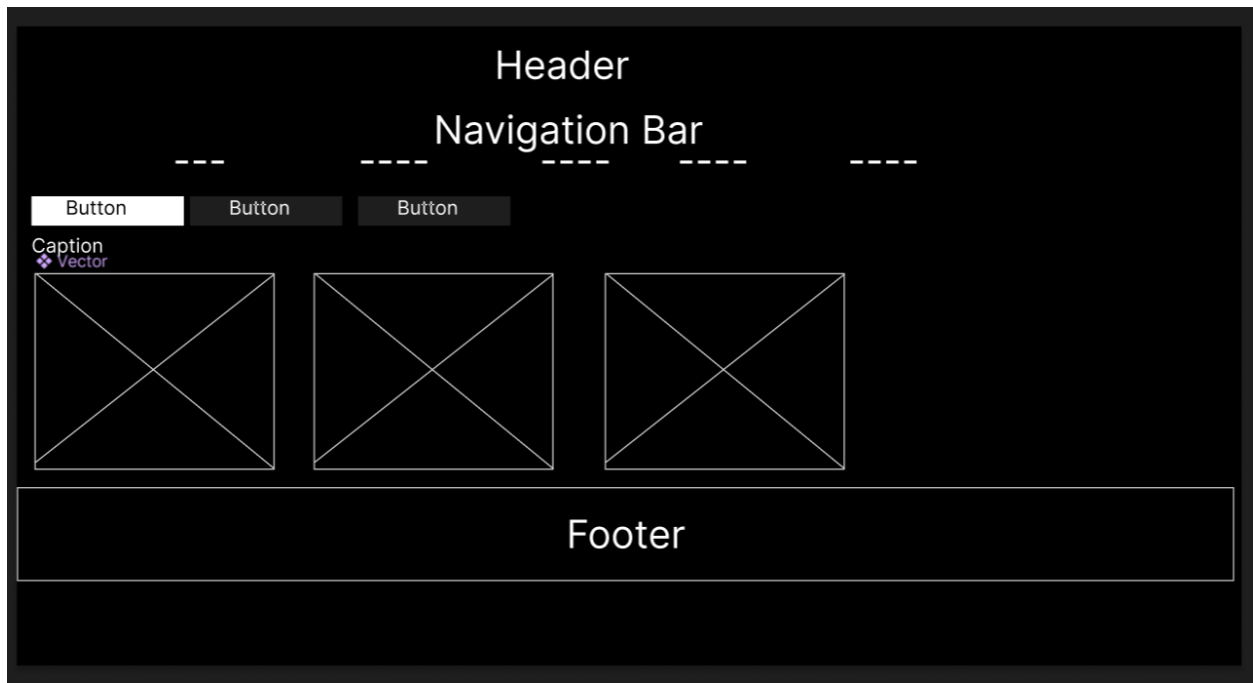 Header
Navigation Bar
--- ---- ---- ---- ----
Button Button Button
Caption
Vector
Footer